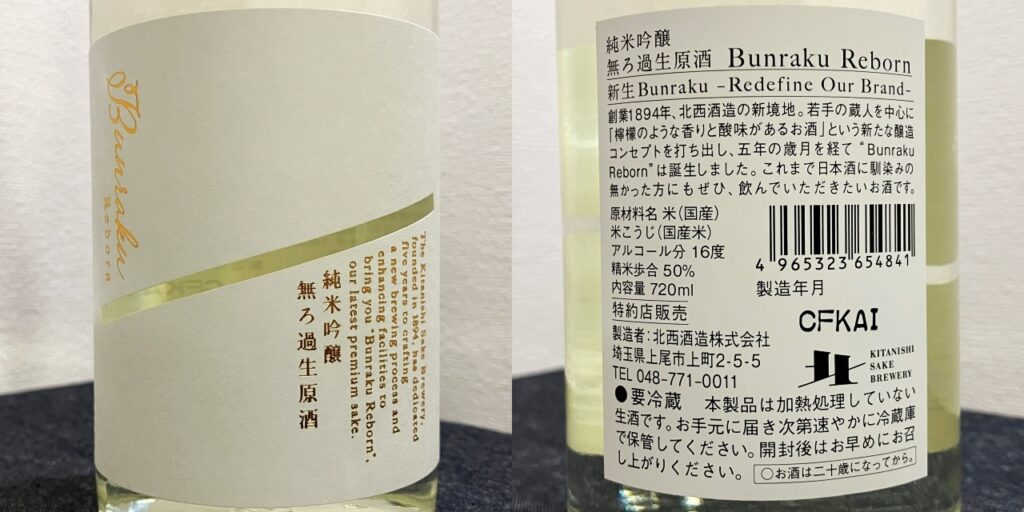 Bunraku
Reborn
The Kitanishi Sake Brewery,
founded in 1894, has dedicated
five years to crafting
a new brewing process and
enhancing facilities to
bring you "Bunraku Reborn",
our latest premium sake.
純米吟醸
無ろ過生原酒
純米吟醸
無ろ過生原酒 Bunraku Reborn
新生Bunraku -Redefine Our Brand-
創業1894年、北西酒造の新境地。若手の蔵人を中心に
「檸檬のような香りと酸味があるお酒」という新たな醸造
コンセプトを打ち出し、五年の歳月を経て "Bunraku
Reborn"は誕生しました。これまで日本酒に馴染みの
無かった方にもぜひ、飲んでいただきたいお酒です。
原材料名 米(国産)
米こうじ(国産米)
アルコール分 16度
精米歩合 50%
内容量 720ml
特約店販売
4 965323 654841
製造年月
CFKAI
製造者:北西酒造株式会社
埼玉県上尾市上町2-5-5
TEL 048-771-0011
KITANISHI
SAKE
BREWERY
●要冷蔵 本製品は加熱処理していない
生酒です。お手元に届き次第速やかに冷蔵庫
で保管してください。開封後はお早めにお召
し上がりください。
○お酒は二十歳になってから。